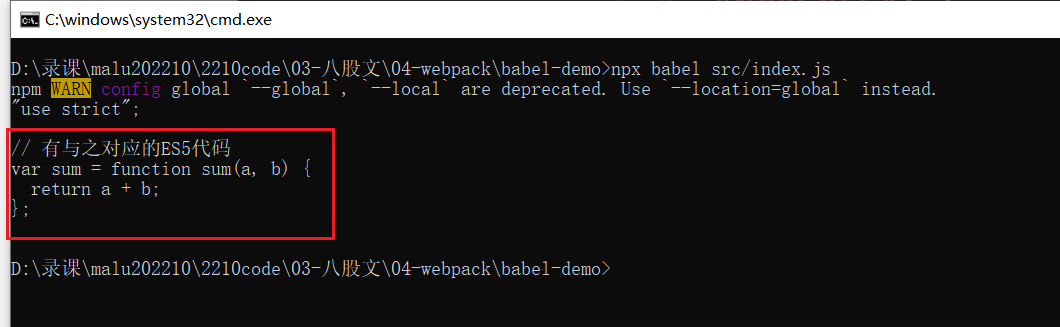 C:\windows\system32\cmd.exe
D:\录课\malu202210\2210code\03-八股文\04-webpack\babel-demo>npx babel src/index.js
npm WARN config global `--global`, `--local` are deprecated. Use `--location=global` instead.
"use strict";
// 有与之对应的ES5代码
var sum = function sum(a, b) {
  return a + b;
};
D:\录课\malu202210\2210code\03-八股文\04-webpack\babel-demo>